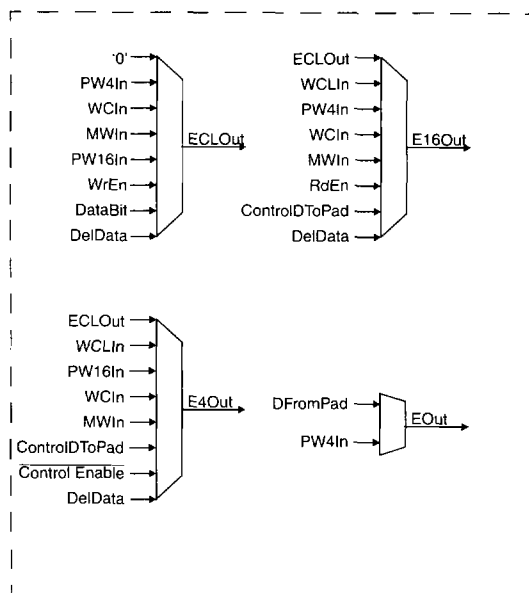 '0'
PW4In
WCIn
MWIn
PW16In
WrEn
DataBit
DelData
ECLOut
ECLOut
WCLIn
PW4In
WCIn
MWIn
RdEn
ControlDToPad
DelData
E16Out
ECLOut
WCLIn
PW16In
WCIn
MWIn
ControlDToPad
Control Enable
DelData
E4Out
DFromPad
PW4In
EOut